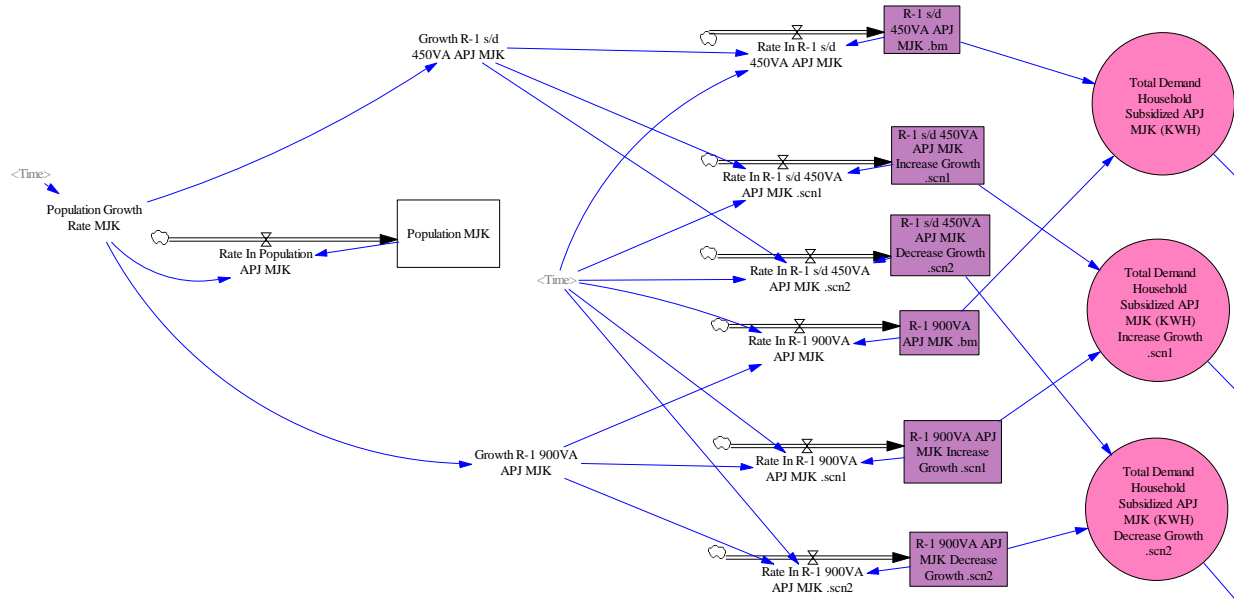 <Time>
Population Growth
Rate MJK
Rate In Population
APJ MJK
Population MJK
Growth R-1 s/d
450VA APJ MJK
Growth R-1 900VA
APJ MJK
<Time>
Rate In R-1 s/d
450VA APJ MJK
R-1 s/d
450VA APJ
MJK .bm
Rate In R-1 s/d 450VA
APJ MJK .scn1
R-1 s/d 450VA
APJ MJK
Increase Growth
.scn1
Rate In R-1 s/d 450VA
APJ MJK .scn2
R-1 s/d 450VA
APJ MJK
Decrease Growth
.scn2
Rate In R-1 900VA
APJ MJK
R-1 900VA
APJ MJK .bm
Rate In R-1 900VA
APJ MJK .scn1
R-1 900VA APJ
MJK Increase
Growth .scn1
Rate In R-1 900VA
APJ MJK .scn2
R-1 900VA APJ
MJK Decrease
Growth .scn2
Total Demand
Household
Subsidized APJ
MJK (KWH)
Total Demand
Household
Subsidized APJ
MJK (KWH)
Increase Growth
.scn1
Total Demand
Household
Subsidized APJ
MJK (KWH)
Decrease Growth
.scn2